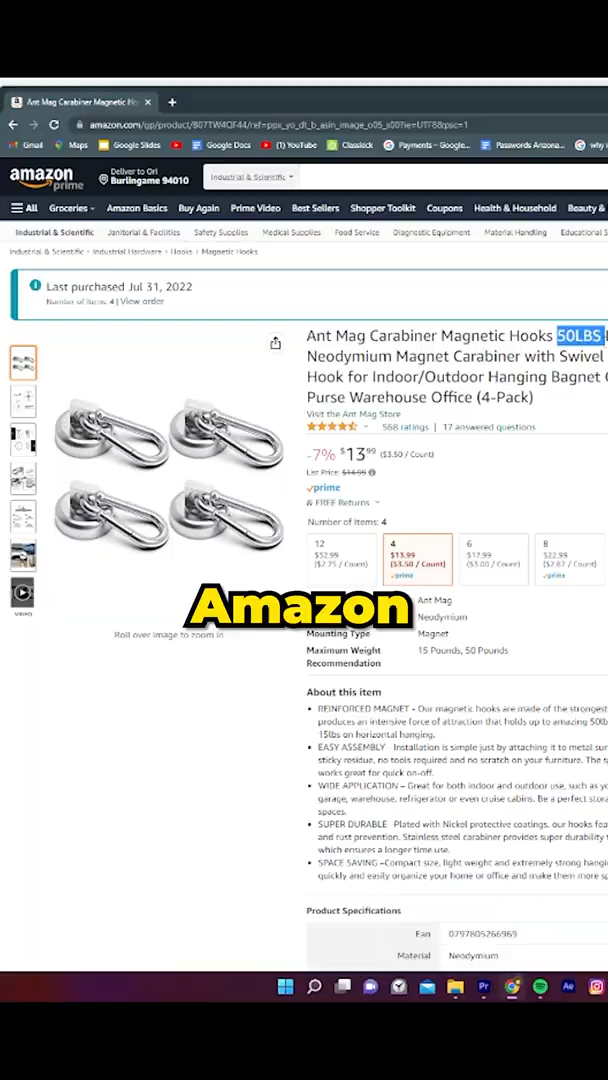 Ant Mag Carabiner Magnetic Ho
amazon.com/gp/product/B07TW4QF44/ref=ppx_yo_dt_b_asin_image_o05_s00?ie=UTF8&psc=1
Gmail Maps Google Slides Google Docs (1) YouTube Classkick Payments – Google... Passwords Arizona... why i
amazon prime
Deliver to Ori
Burlingame 94010
Industrial & Scientific
All Groceries Amazon Basics Buy Again Prime Video Best Sellers Shopper Toolkit Coupons Health & Household Beauty &
Industrial & Scientific Janitorial & Facilities Safety Supplies Medical Supplies Food Service Diagnostic Equipment Material Handling Educational S
Industrial & Scientific › Industrial Hardware › Hooks › Magnetic Hooks
Last purchased Jul 31, 2022
Number of items: 4 | View order
Ant Mag Carabiner Magnetic Hooks 50LBS
Neodymium Magnet Carabiner with Swivel
Hook for Indoor/Outdoor Hanging Bagnet
Purse Warehouse Office (4-Pack)
Visit the Ant Mag Store
568 ratings | 17 answered questions
-7% $13.99 ($3.50 / Count)
List Price: $14.99
prime
& FREE Returns
Number of Items: 4
12 4 6 8
$32.99 $13.99 $17.99 $22.99
($2.75 / Count) ($3.50 / Count) ($3.00 / Count) ($2.87 / Count)
prime prime
Amazon
Ant Mag
Neodymium
Mounting Type Magnet
Maximum Weight 15 Pounds, 50 Pounds
Recommendation
VIDEO
Roll over image to zoom in
About this item
• REINFORCED MAGNET - Our magnetic hooks are made of the strongest
produces an intensive force of attraction that holds up to amazing 50lb
15lbs on horizontal hanging.
• EASY ASSEMBLY Installation is simple just by attaching it to metal sur
sticky residue, no tools required and no scratch on your furniture. The sp
works great for quick on-off.
• WIDE APPLICATION – Great for both indoor and outdoor use, such as yo
garage, warehouse, refrigerator or even cruise cabins. Be a perfect stora
spaces.
• SUPER DURABLE Plated with Nickel protective coatings, our hooks fea
and rust prevention. Stainless steel carabiner provides super durability t
which ensures a longer time use.
• SPACE SAVING –Compact size, light weight and extremely strong hangi
quickly and easily organize your home or office and make them more sp
Product Specifications
Ean 0797805266969
Material Neodymium
Pr
Ae